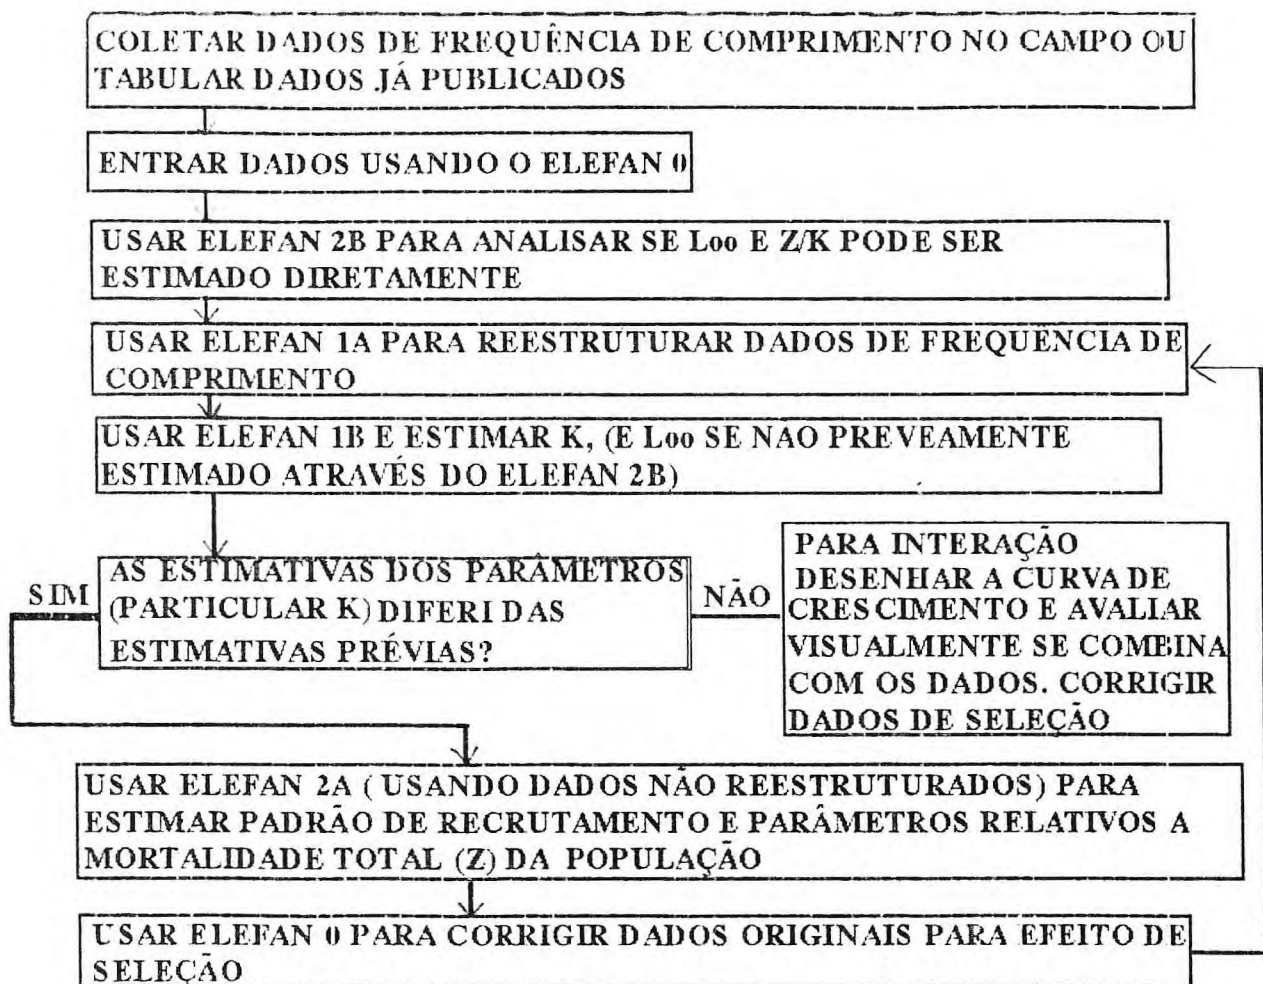 COLETAR DADOS DE FREQUÊNCIA DE COMPRIMENTO NO CAMPO OU
TABULAR DADOS JÁ PUBLICADOS
ENTRAR DADOS USANDO O ELEFAN 0
USAR ELEFAN 2B PARA ANALISAR SE Loo E Z/K PODE SER
ESTIMADO DIRETAMENTE
USAR ELEFAN 1A PARA REESTRUTURAR DADOS DE FREQUÊNCIA DE
COMPRIMENTO
USAR ELEFAN 1B E ESTIMAR K, (E Loo SE NAO PREVEAMENTE
ESTIMADO ATRAVÉS DO ELEFAN 2B)
SIM
AS ESTIMATIVAS DOS PARÂMETROS
(PARTICULAR K) DIFERI DAS
ESTIMATIVAS PRÉVIAS?
NÃO
PARA INTERAÇÃO
DESENHAR A CURVA DE
CRESCIMENTO E AVALIAR
VISUALMENTE SE COMBINA
COM OS DADOS. CORRIGIR
DADOS DE SELEÇÃO
USAR ELEFAN 2A ( USANDO DADOS NÃO REESTRUTURADOS) PARA
ESTIMAR PADRÃO DE RECRUTAMENTO E PARÂMETROS RELATIVOS A
MORTALIDADE TOTAL (Z) DA POPULAÇÃO
USAR ELEFAN 0 PARA CORRIGIR DADOS ORIGINAIS PARA EFEITO DE
SELEÇÃO